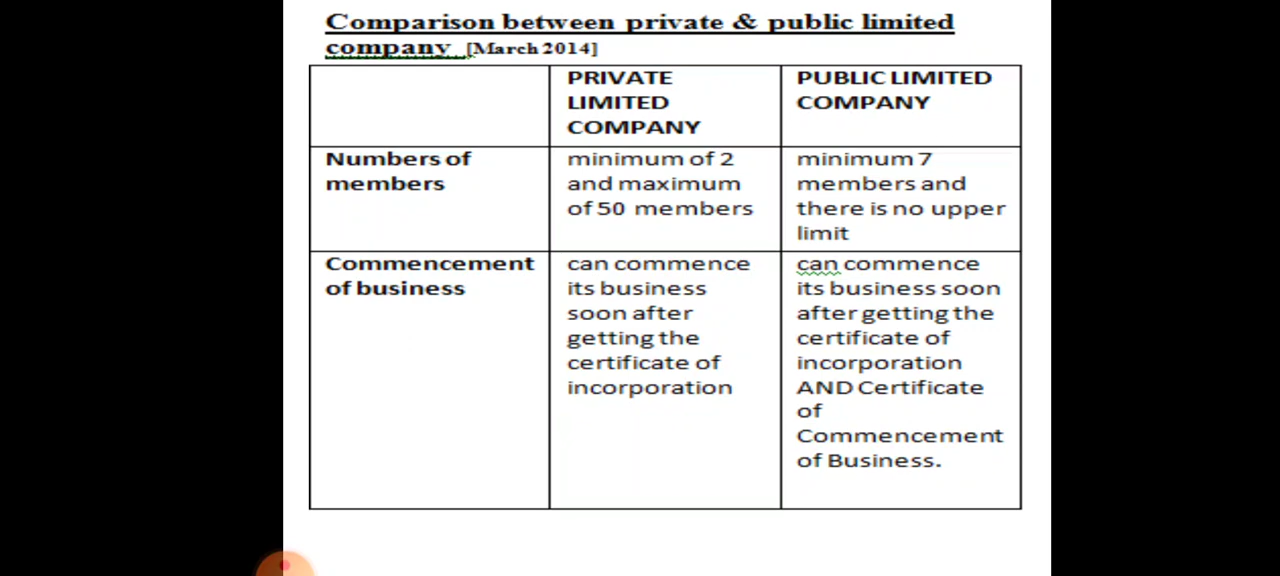 Comparison between private & public limited
company [March 2014]
PRIVATE
LIMITED
COMPANY
PUBLIC LIMITED
COMPANY
Numbers of
members
minimum of 2
and maximum
of 50 members
minimum 7
members and
there is no upper
limit
Commencement
of business
can commence
its business
soon after
getting the
certificate of
incorporation
can commence
its business soon
after getting the
certificate of
incorporation
AND Certificate
of
Commencement
of Business.